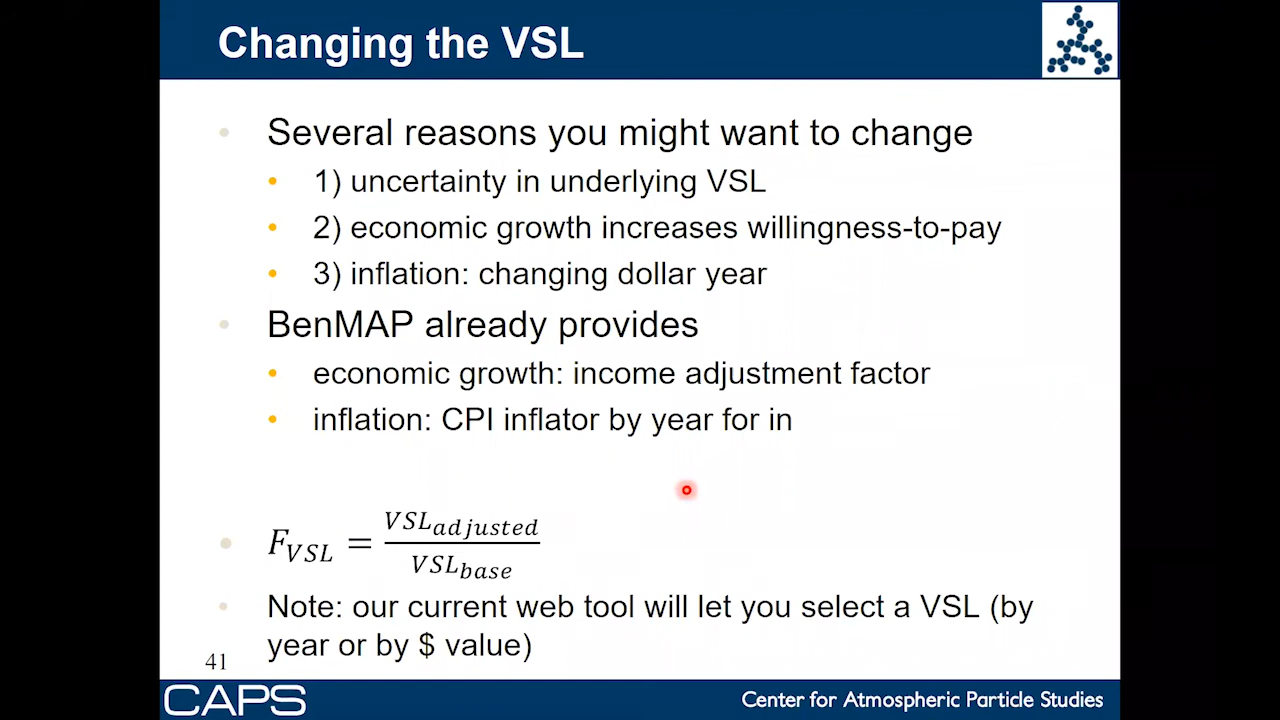 Changing the VSL
• Several reasons you might want to change
• 1) uncertainty in underlying VSL
• 2) economic growth increases willingness-to-pay
• 3) inflation: changing dollar year
• BenMAP already provides
• economic growth: income adjustment factor
• inflation: CPI inflator by year for in
• F_VSL = VSL_adjusted / VSL_base
• Note: our current web tool will let you select a VSL (by
year or by $ value)
41
CAPS
Center for Atmospheric Particle Studies